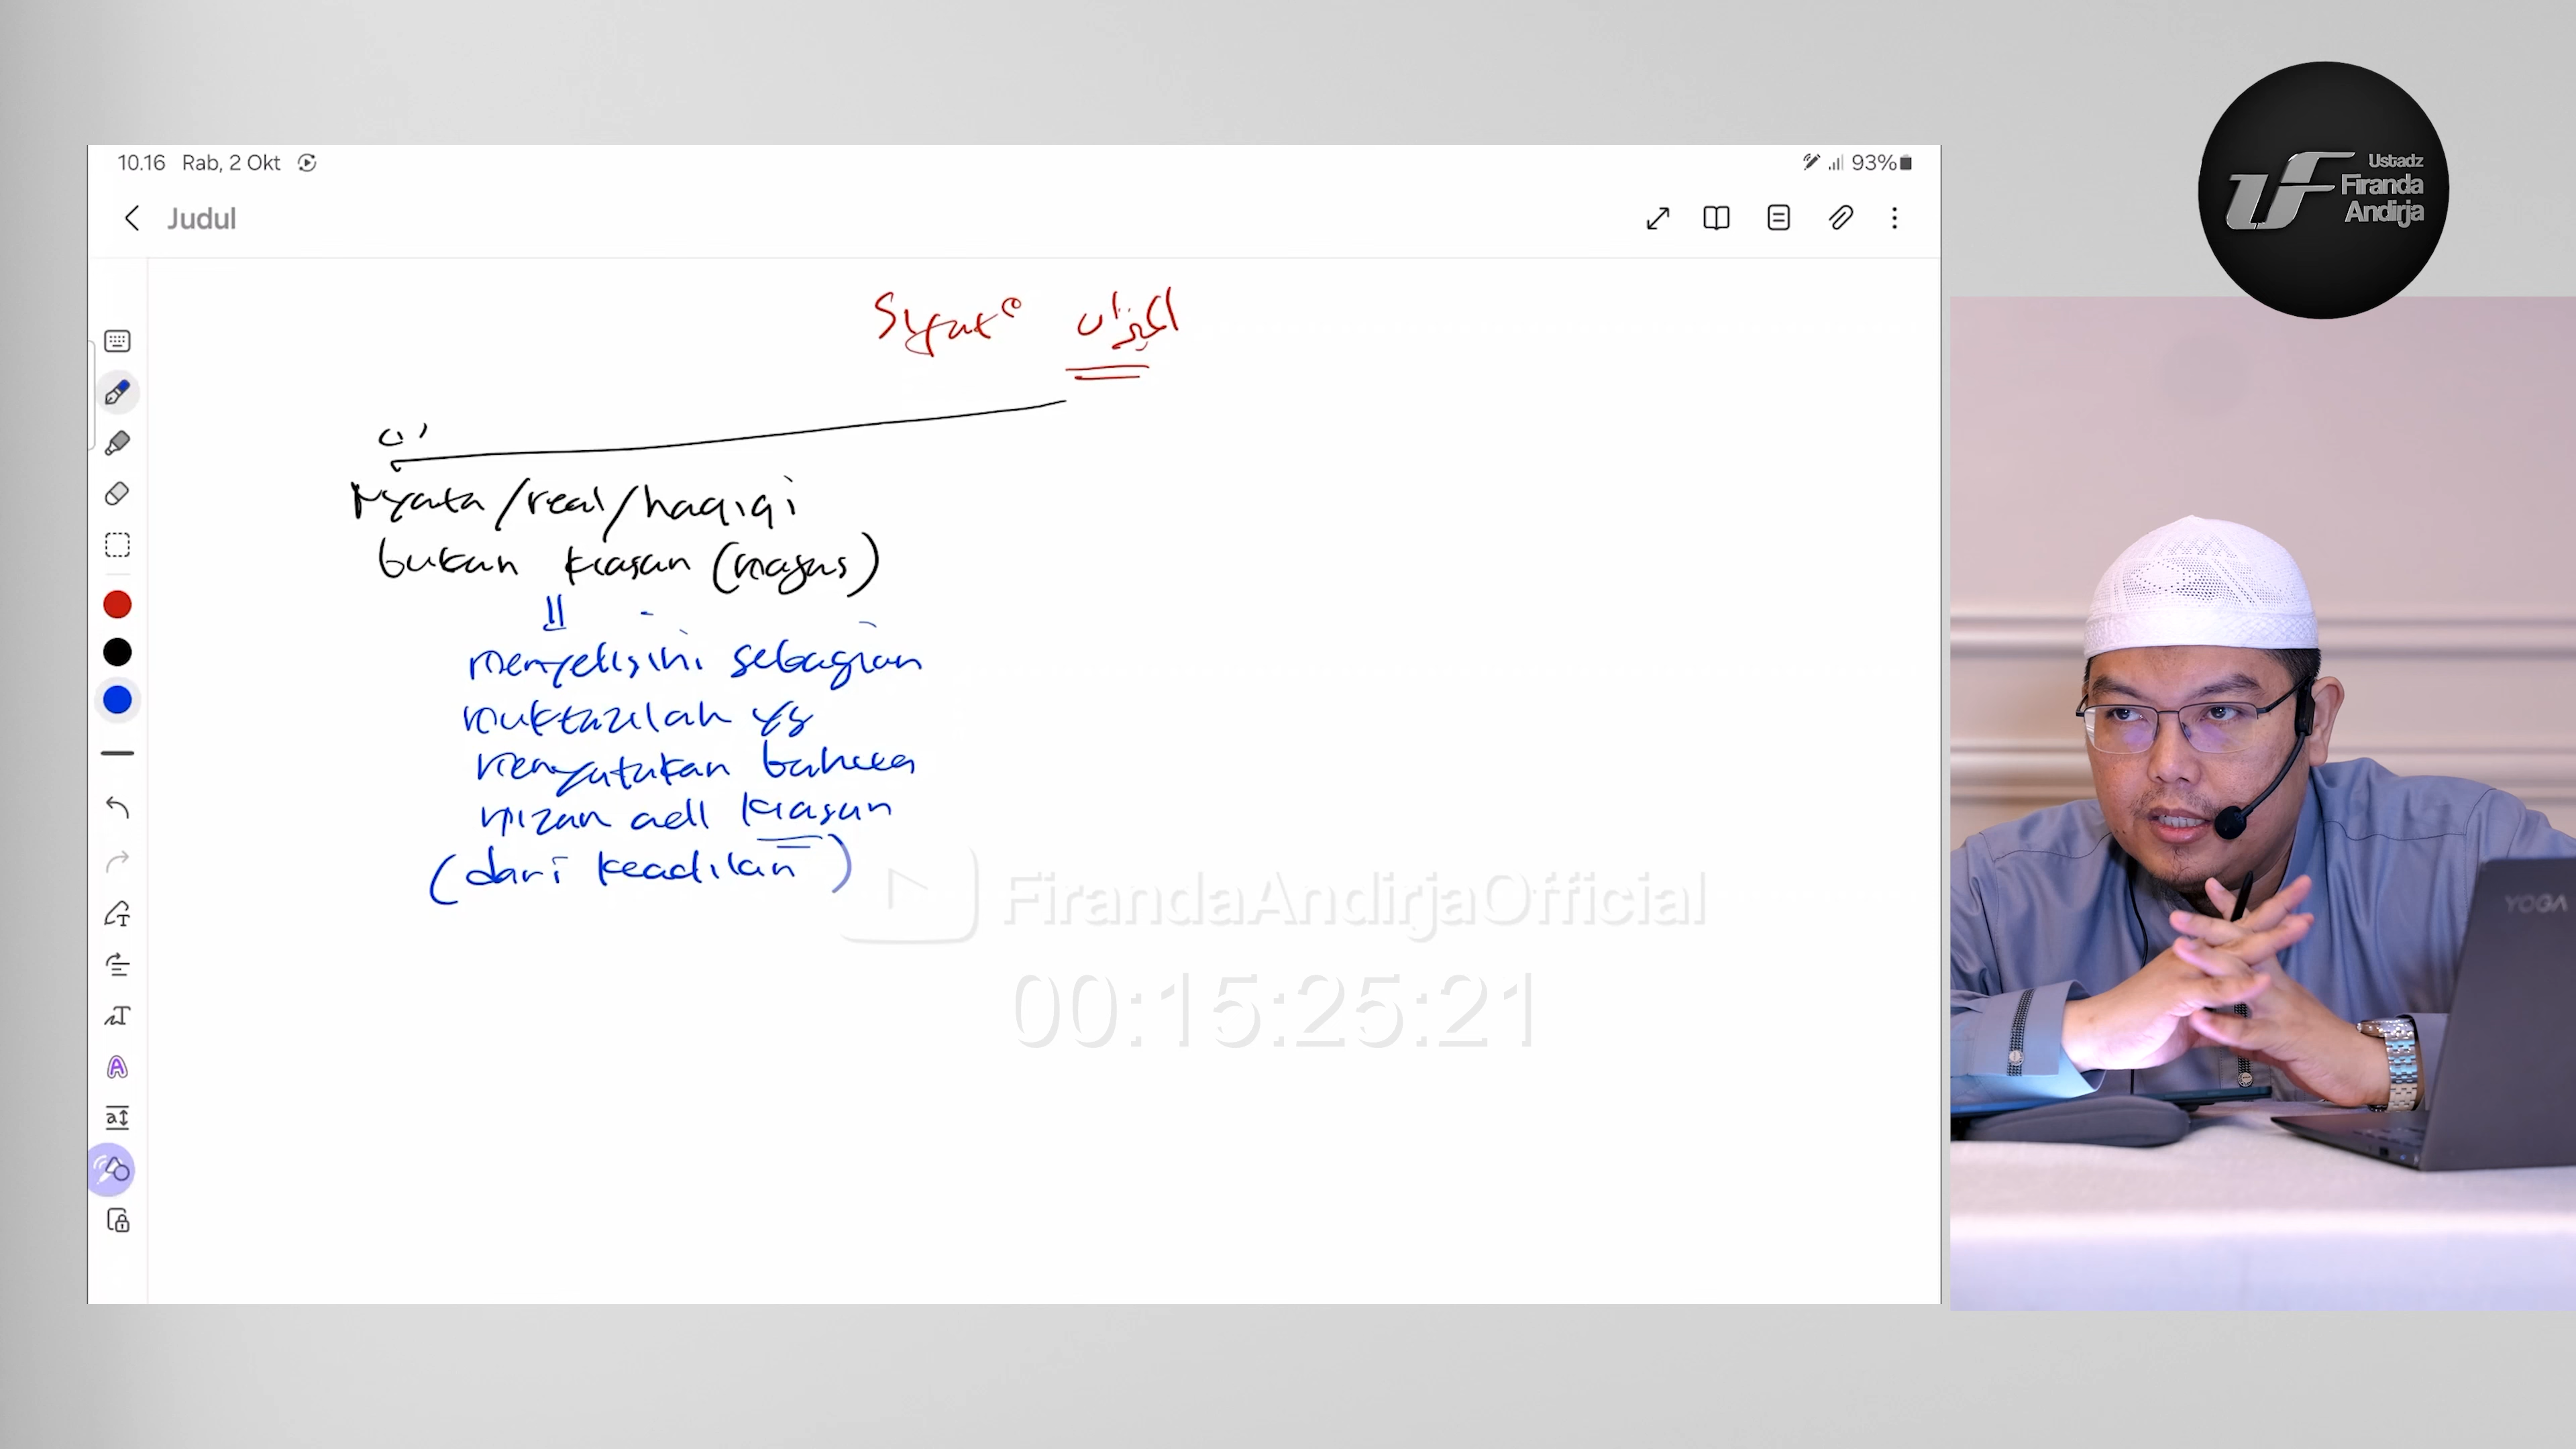 Ustadz
Firanda
Andirja
10.16 Rab, 2 Okt
93%
Judul
Syfat² الميزان
Nyata/real/haqiqi
bukan kiasan (majas)
menyelisihi sebagian
muktazilah yg
menyatakan bahwa
mizan adl kiasan
(dari keadilan)
FirandaAndirjaOfficial
00:15:25:21
YOGA